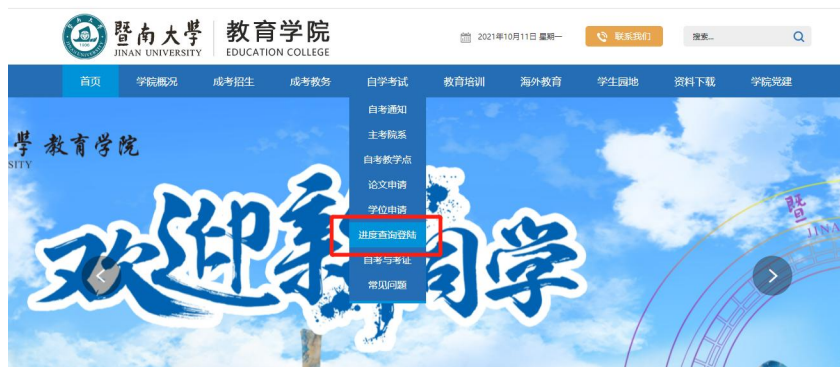 暨南大學
JINAN UNIVERSITY
教育学院
EDUCATION COLLEGE
2021年10月11日 星期一
联系我们
搜索...
首页 学院概况 成考招生 成考教务 自学考试 教育培训 海外教育 学生园地 资料下载 学院党建
自考通知
主考院系
自考教学点
论文申请
学位申请
进度查询登陆
自考与考证
常见问题
學 教育学院
SITY
欢迎新同学
暨
JINA